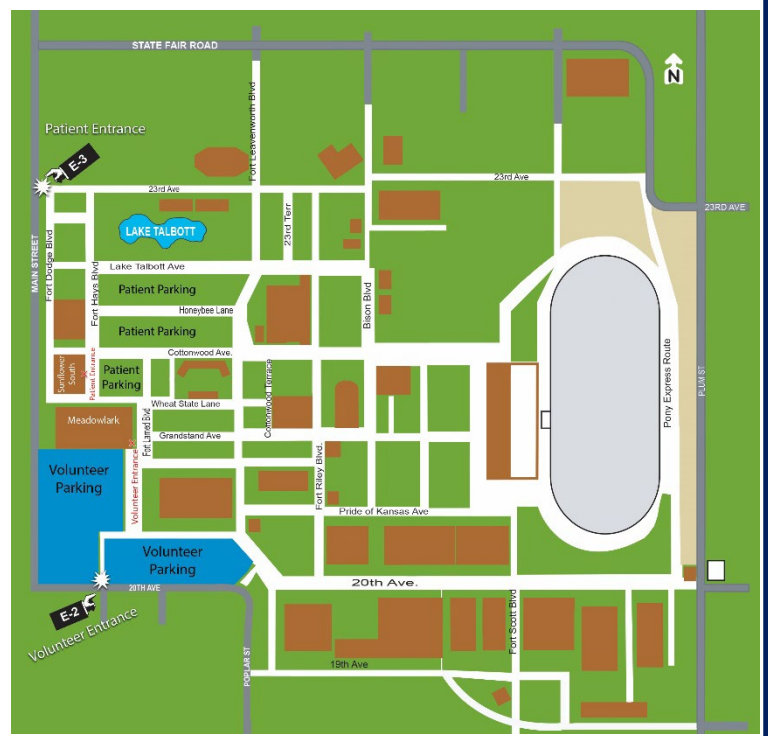 STATE FAIR ROAD
N
Patient Entrance
E-3
Fort Leavenworth Blvd
23rd Ave
23rd Ave
23RD AVE
MAIN STREET
Fort Dodge Blvd
Fort Hays Blvd
LAKE TALBOTT
23rd Terr
Lake Talbott Ave
Patient Parking
Honeybee Lane
Patient Parking
Bison Blvd
Cottonwood Ave.
Sunflower
South
Patient Entrance
Patient
Parking
Cottonwood Terrace
Pony Express Route
PLUM ST
Wheat State Lane
Meadowlark
Fort Larned Blvd
Grandstand Ave
Volunteer
Parking
Volunteer Entrance
Fort Riley Blvd.
Pride of Kansas Ave
Volunteer
Parking
20TH AVE
20th Ave.
E-2
Volunteer Entrance
Fort Scott Blvd
POPLAR ST
19th Ave